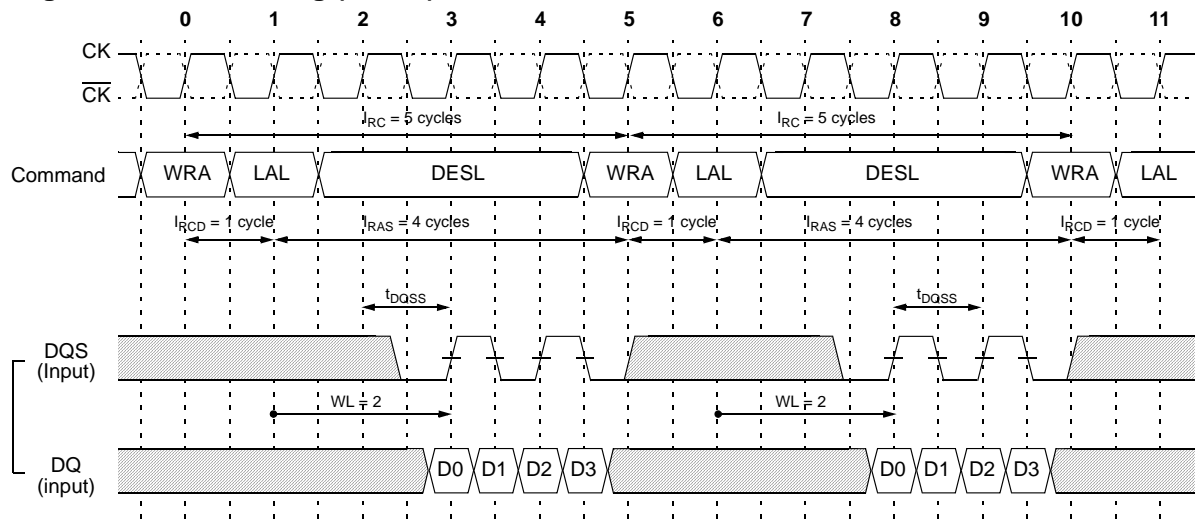 0 1 2 3 4 5 6 7 8 9 10 11
CK
CK
IRC = 5 cycles IRC = 5 cycles
Command WRA LAL DESL WRA LAL DESL WRA LAL
IRCD = 1 cycle IRAS = 4 cycles IRCD = 1 cycle IRAS = 4 cycles IRCD = 1 cycle
tDQSS tDQSS
DQS
(Input)
WL = 2 WL = 2
DQ
(input)
D0 D1 D2 D3 D0 D1 D2 D3